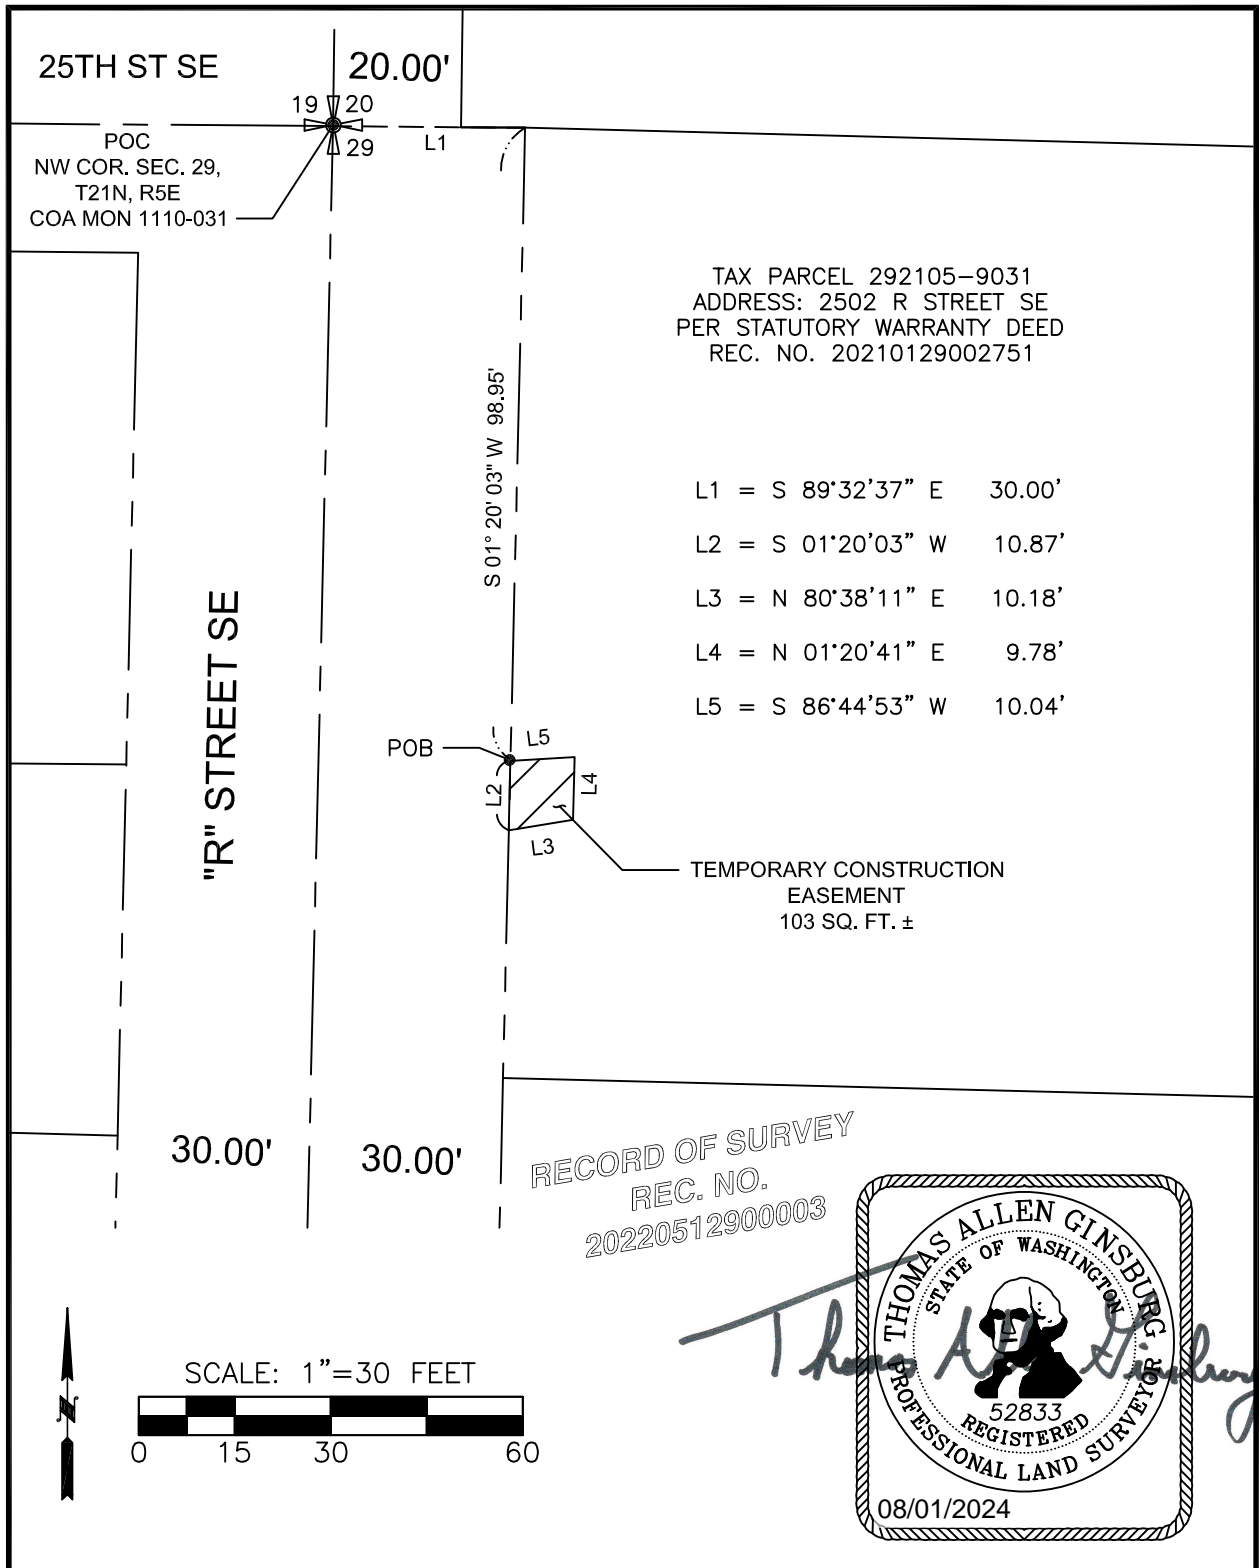 25TH ST SE
20.00'
19
20
29
L1
POC
NW COR. SEC. 29,
T21N, R5E
COA MON 1110-031
TAX PARCEL 292105-9031
ADDRESS: 2502 R STREET SE
PER STATUTORY WARRANTY DEED
REC. NO. 20210129002751
S 01° 20' 03" W 98.95'
L1 = S 89°32'37" E 30.00'
L2 = S 01°20'03" W 10.87'
L3 = N 80°38'11" E 10.18'
L4 = N 01°20'41" E 9.78'
L5 = S 86°44'53" W 10.04'
"R" STREET SE
POB
L5
L2
L4
L3
TEMPORARY CONSTRUCTION
EASEMENT
103 SQ. FT. ±
30.00'
30.00'
RECORD OF SURVEY
REC. NO.
20220512900003
N
SCALE: 1"=30 FEET
0 15 30 60
THOMAS ALLEN GINSBURG
STATE OF WASHINGTON
52833
REGISTERED
PROFESSIONAL LAND SURVEYOR
08/01/2024
Thomas All Ginsburg